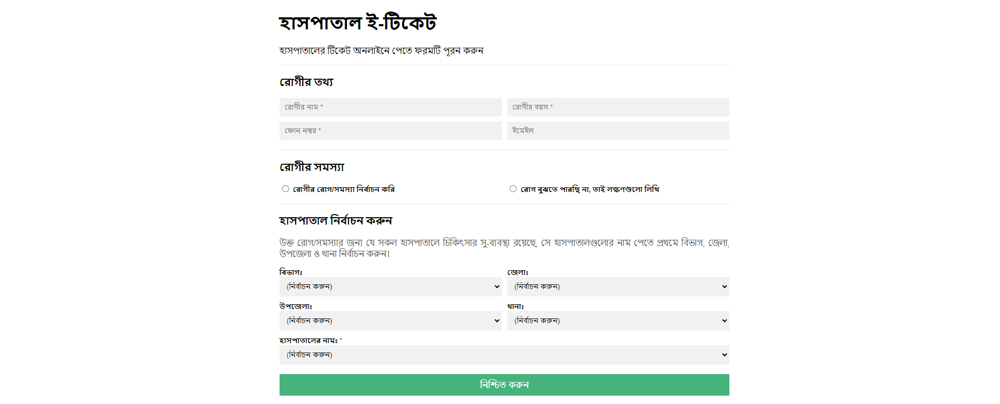 হাসপাতাল ই-টিকেট
হাসপাতালের টিকেট অনলাইনে পেতে ফরমটি পূরন করুন
রোগীর তথ্য
রোগীর নাম * রোগীর বয়স *
ফোন নম্বর * ইমেইল
রোগীর সমস্যা
রোগীর রোগ/সমস্যা নির্বাচন করি রোগ বুঝতে পারছি না, তাই লক্ষণগুলো লিখি
হাসপাতাল নির্বাচন করুন
উক্ত রোগ/সমস্যার জন্য যে সকল হাসপাতালে চিকিৎসার সু-ব্যবস্থা রয়েছে, সে হাসপাতালগুলোর নাম পেতে প্রথমে বিভাগ, জেলা,
উপজেলা ও থানা নির্বাচন করুন।
বিভাগঃ জেলাঃ
(নির্বাচন করুন) (নির্বাচন করুন)
উপজেলাঃ থানাঃ
(নির্বাচন করুন) (নির্বাচন করুন)
হাসপাতালের নামঃ *
(নির্বাচন করুন)
নিশ্চিত করুন